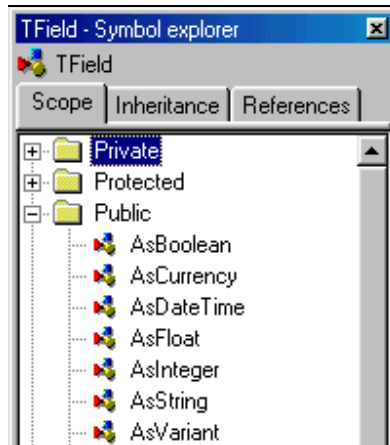 TField - Symbol explorer
TField
Scope Inheritance References
Private
Protected
Public
AsBoolean
AsCurrency
AsDateTime
AsFloat
AsInteger
AsString
AsVariant